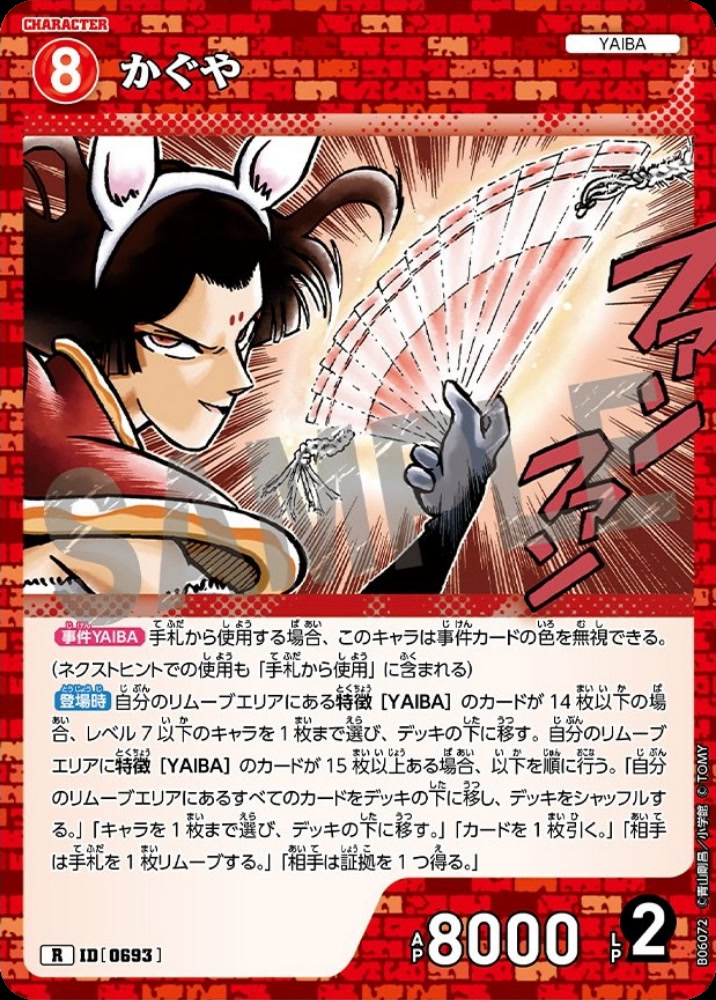 CHARACTER
8
かぐや
YAIBA
ファン
ファン
SAMPLE
事件YAIBA 手札から使用する場合、このキャラは事件カードの色を無視できる。
（ネクストヒントでの使用も「手札から使用」に含まれる）
登場時 自分のリムーブエリアにある特徴［YAIBA］のカードが14枚以下の場
合、レベル7以下のキャラを1枚まで選び、デッキの下に移す。自分のリムーブ
エリアに特徴［YAIBA］のカードが15枚以上ある場合、以下を順に行う。「自分
のリムーブエリアにあるすべてのカードをデッキの下に移し、デッキをシャッフルす
る。」「キャラを1枚まで選び、デッキの下に移す。」「カードを1枚引く。」「相手
は手札を1枚リムーブする。」「相手は証拠を1つ得る。」
R ID[0693]
AP 8000 LP 2
B06072 ©青山剛昌／小学館 © TOMY